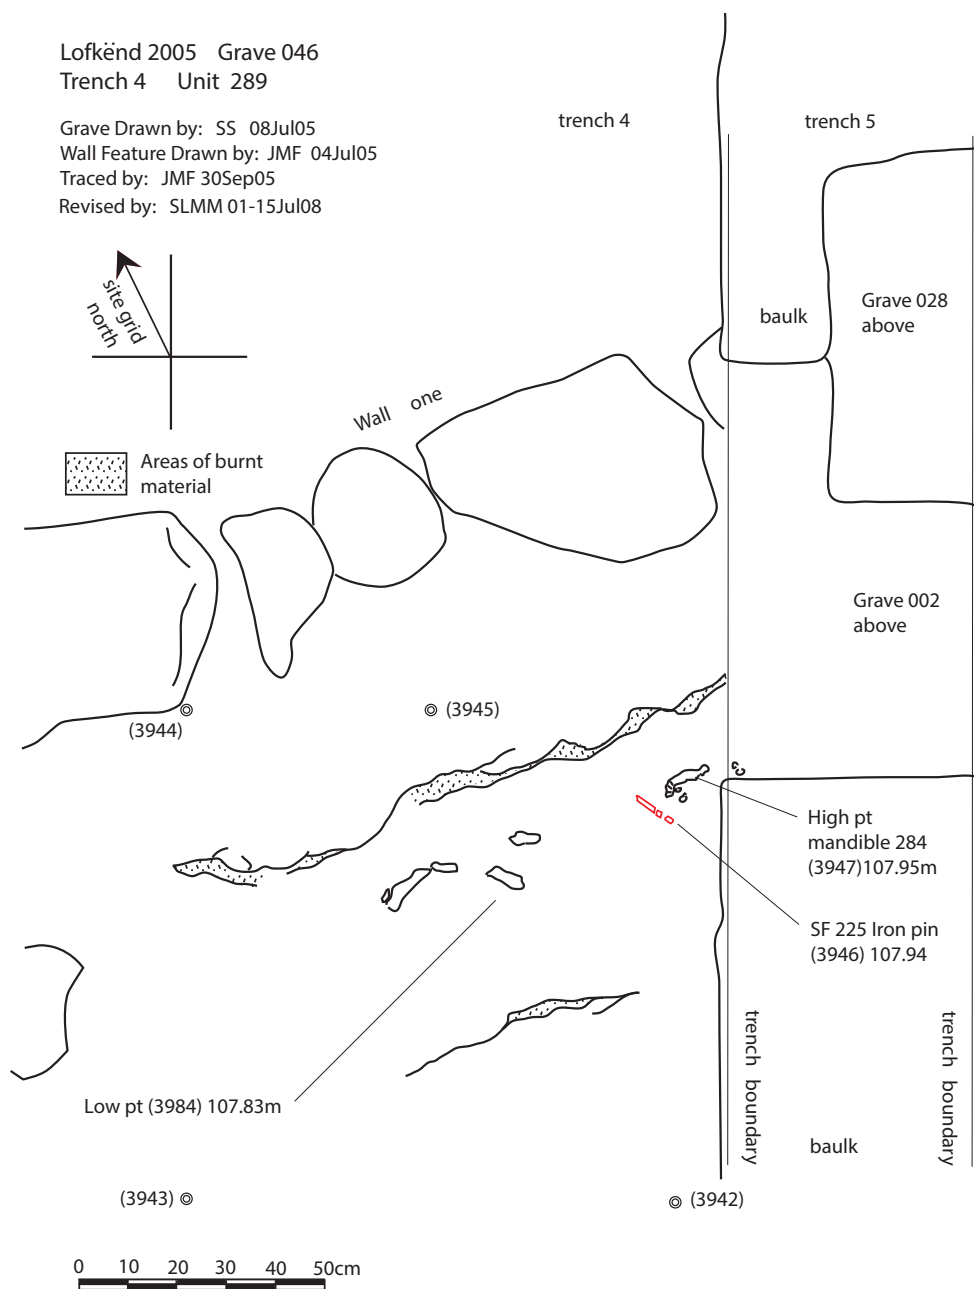 Lofkënd 2005 Grave 046
Trench 4 Unit 289
Grave Drawn by: SS 08Jul05
Wall Feature Drawn by: JMF 04Jul05
Traced by: JMF 30Sep05
Revised by: SLMM 01-15Jul08
trench 4
trench 5
site grid
north
baulk
Grave 028
above
Wall one
Areas of burnt
material
Grave 002
above
(3944)
(3945)
High pt
mandible 284
(3947)107.95m
SF 225 Iron pin
(3946) 107.94
trench boundary
trench boundary
Low pt (3984) 107.83m
baulk
(3943)
(3942)
0 10 20 30 40 50cm